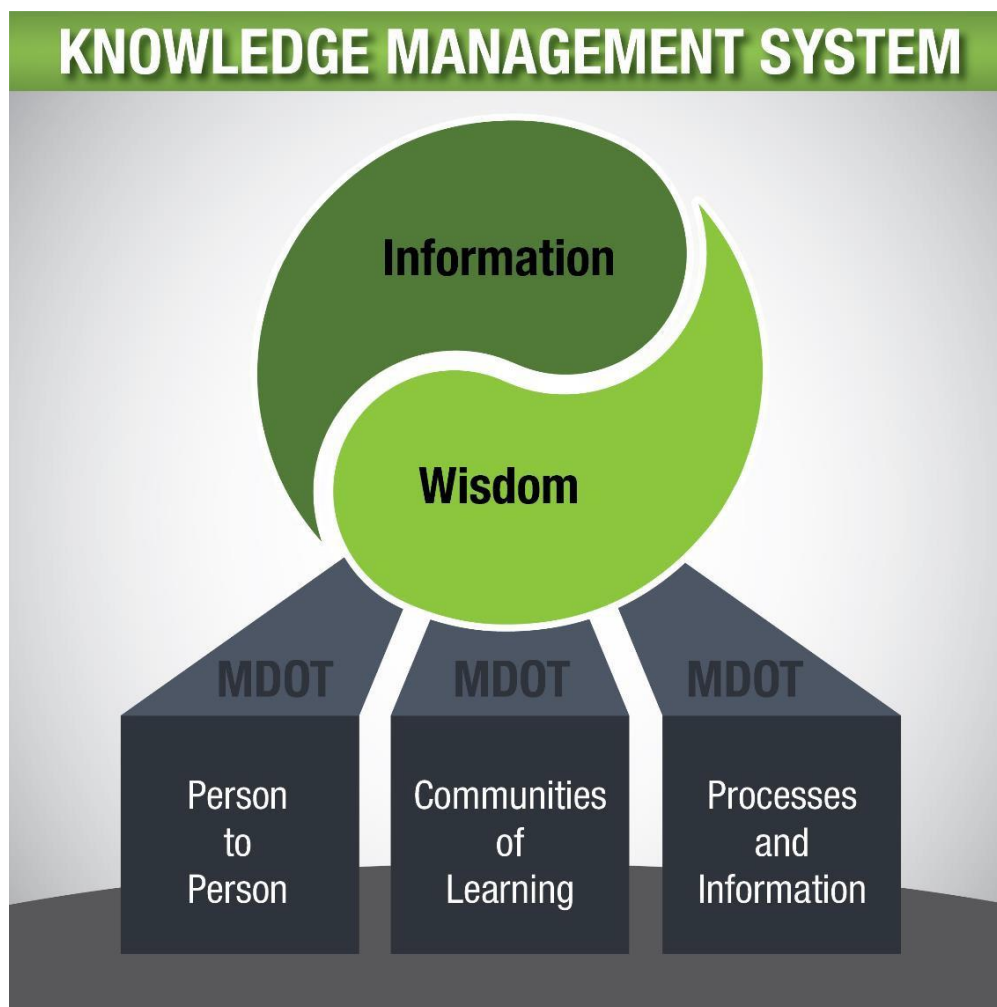 KNOWLEDGE MANAGEMENT SYSTEM
Information
Wisdom
MDOT
MDOT
MDOT
Person
to
Person
Communities
of
Learning
Processes
and
Information